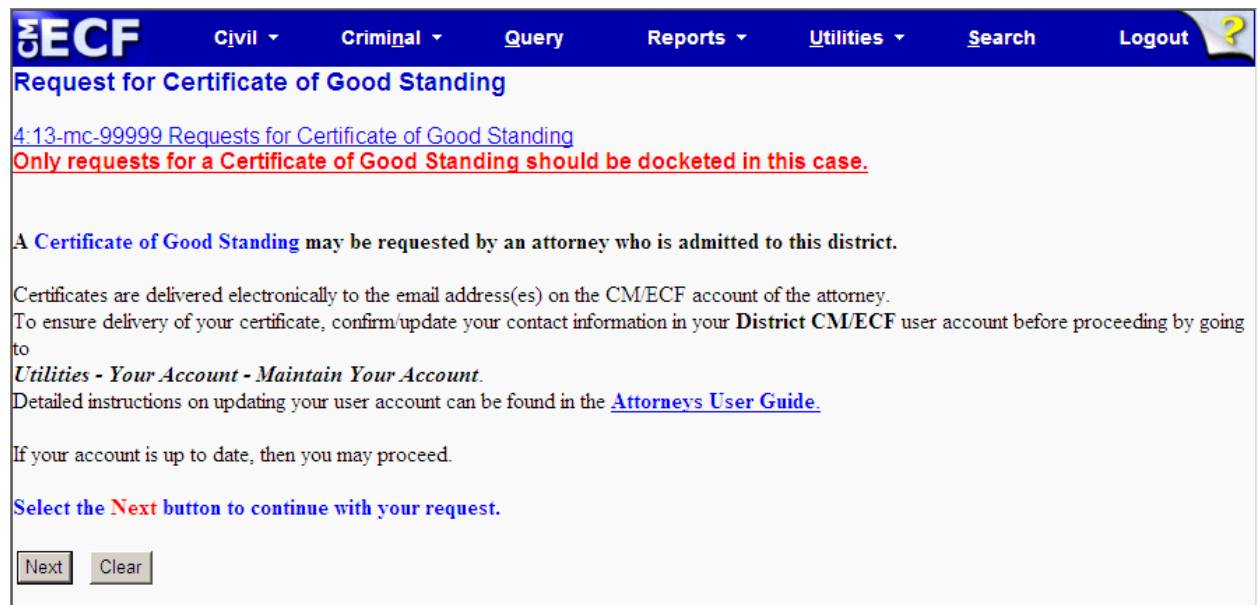 CM ECF Civil Criminal Query Reports Utilities Search Logout ?
Request for Certificate of Good Standing
4:13-mc-99999 Requests for Certificate of Good Standing
Only requests for a Certificate of Good Standing should be docketed in this case.
A Certificate of Good Standing may be requested by an attorney who is admitted to this district.
Certificates are delivered electronically to the email address(es) on the CM/ECF account of the attorney.
To ensure delivery of your certificate, confirm/update your contact information in your District CM/ECF user account before proceeding by going
to
Utilities - Your Account - Maintain Your Account.
Detailed instructions on updating your user account can be found in the Attorneys User Guide.
If your account is up to date, then you may proceed.
Select the Next button to continue with your request.
Next Clear